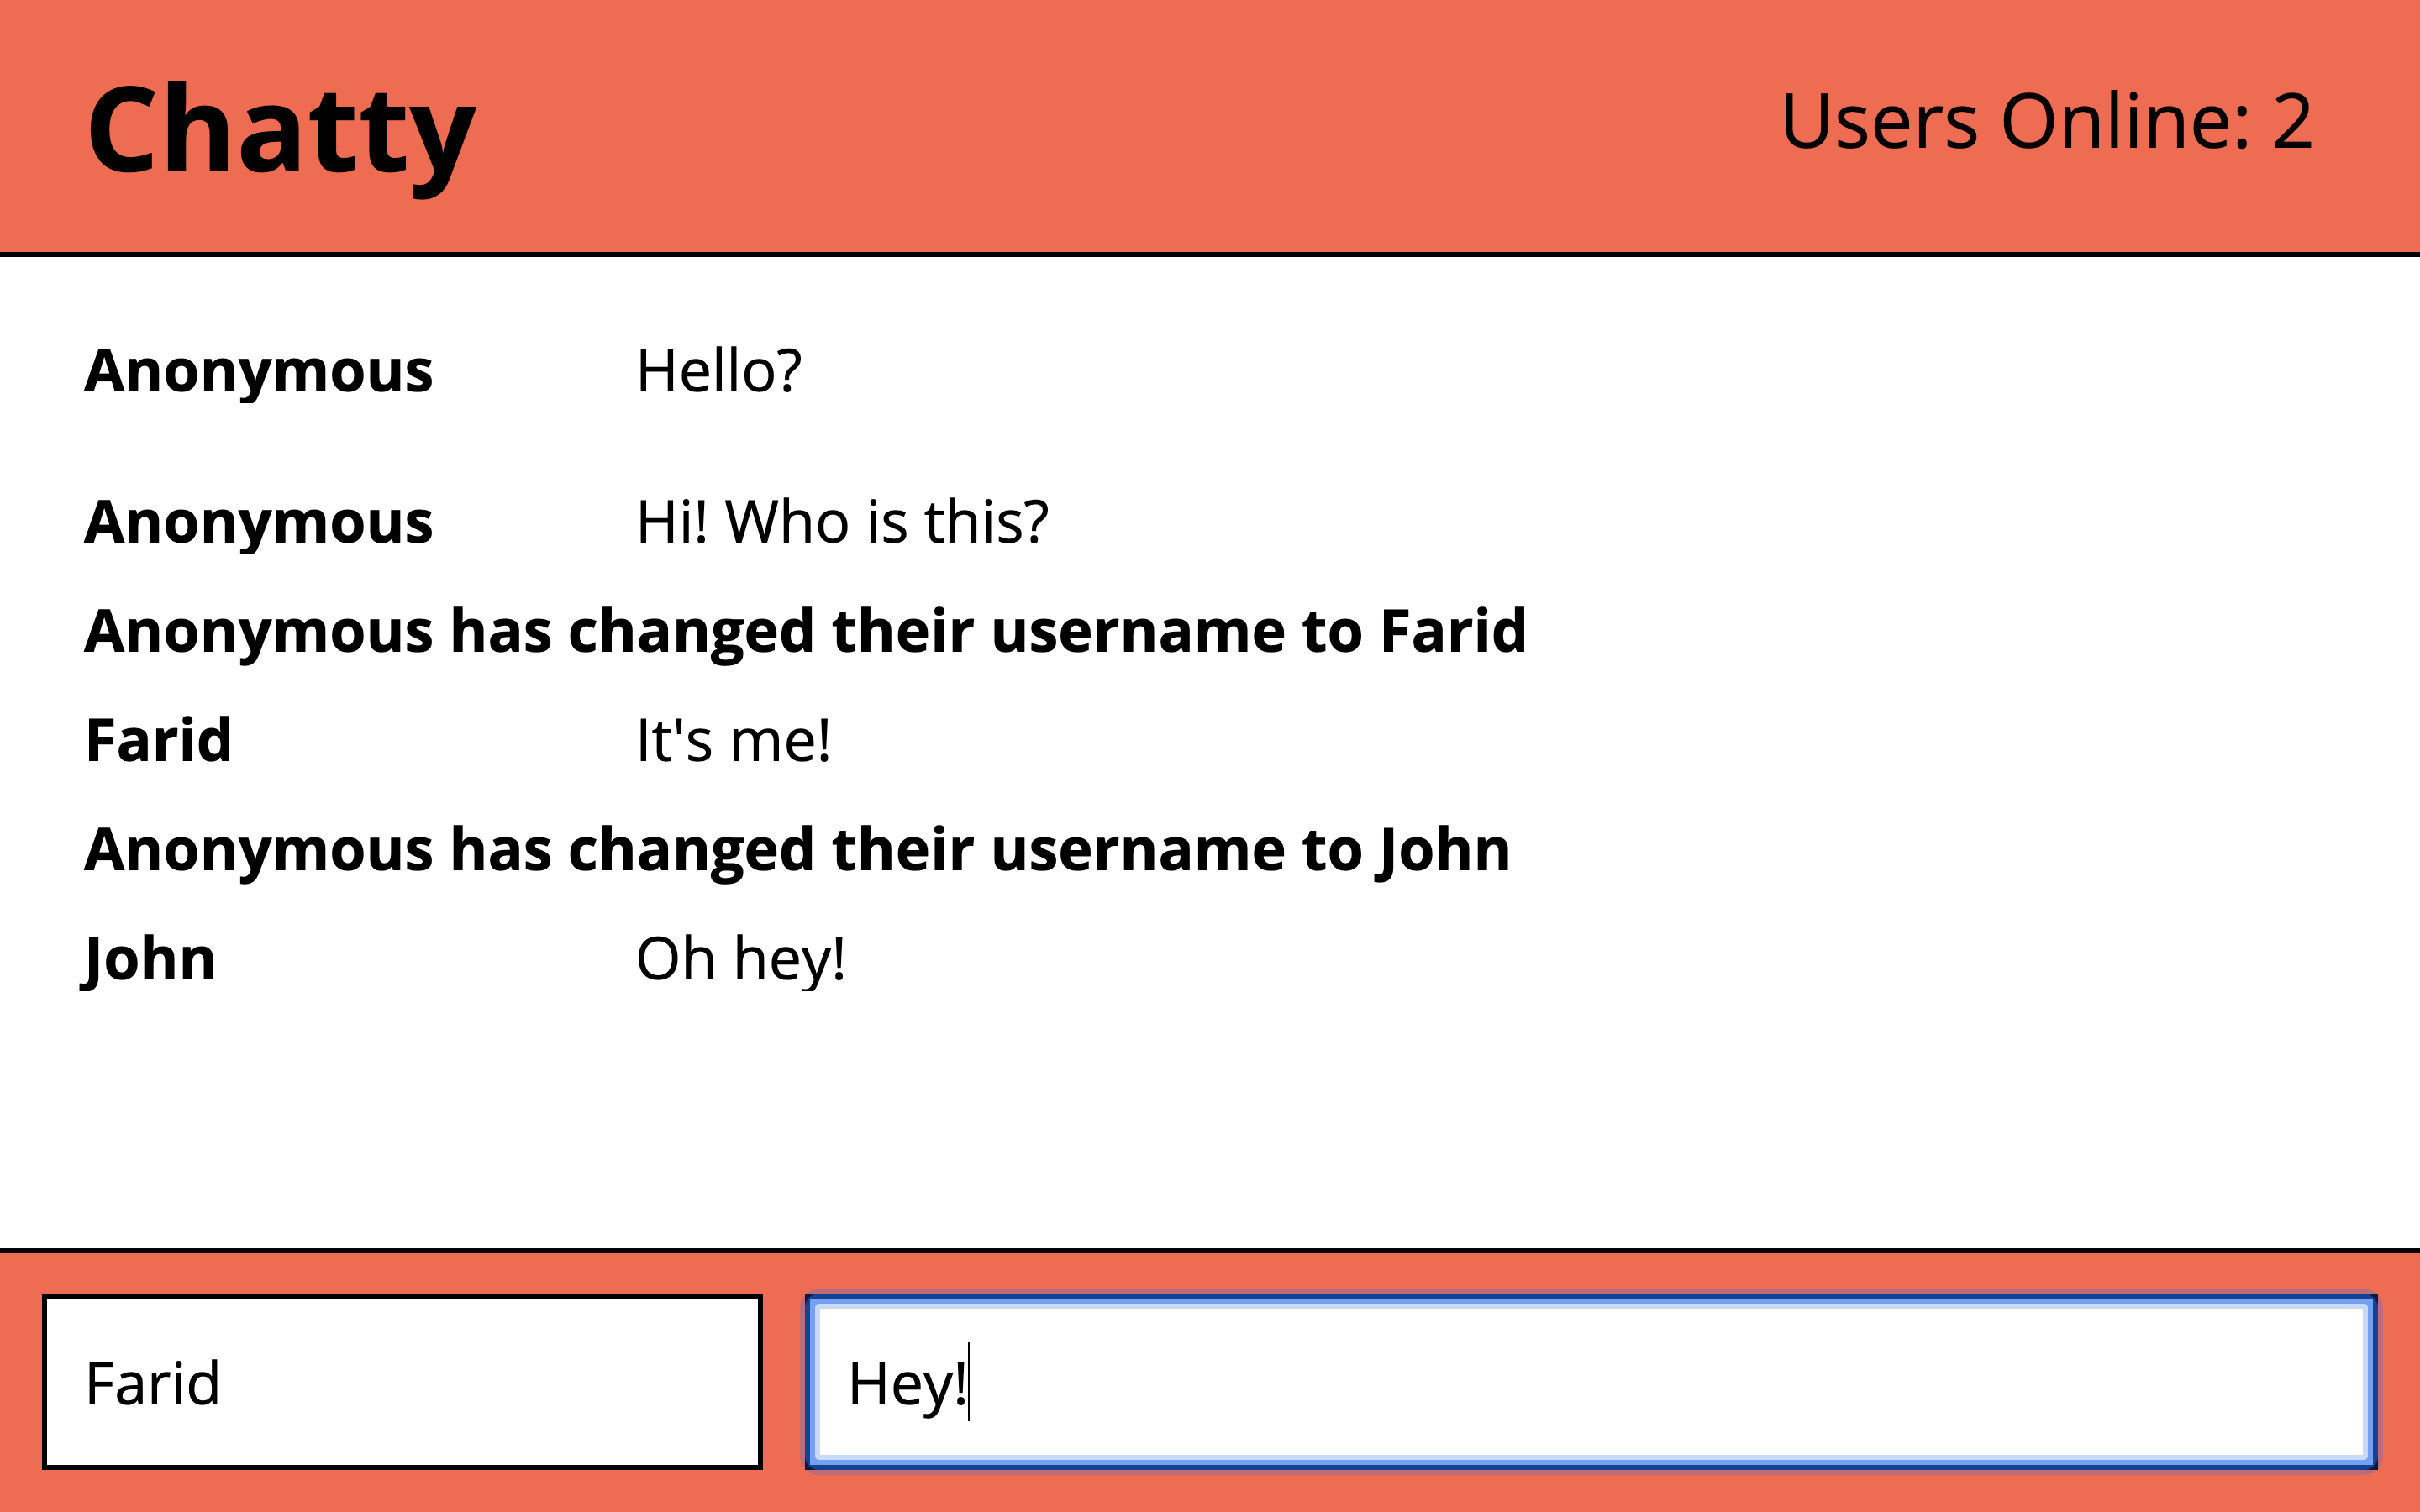 Chatty
Users Online: 2
Anonymous Hello?
Anonymous Hi! Who is this?
Anonymous has changed their username to Farid
Farid It's me!
Anonymous has changed their username to John
John Oh hey!
Farid
Hey!